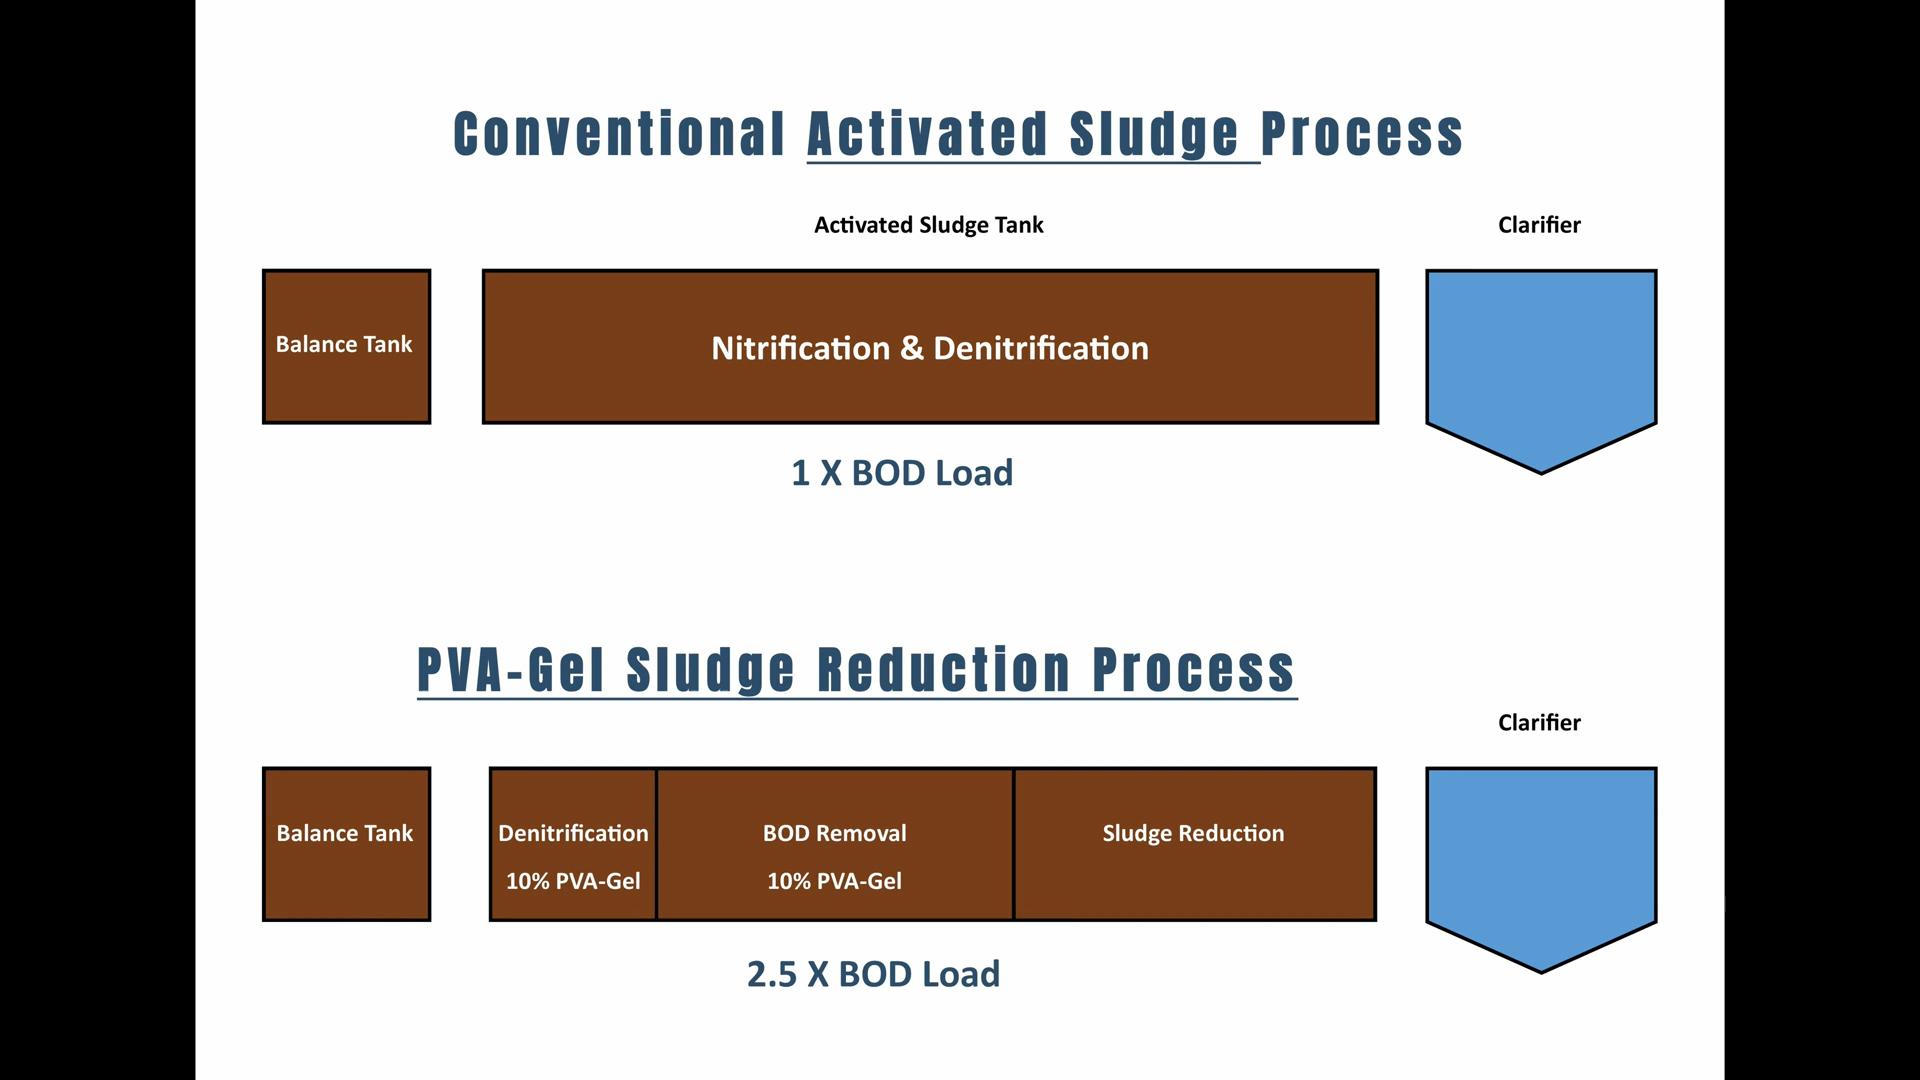 Conventional Activated Sludge Process
Activated Sludge Tank
Clarifier
Balance Tank
Nitrification & Denitrification
1 X BOD Load
PVA-Gel Sludge Reduction Process
Clarifier
Balance Tank
Denitrification
10% PVA-Gel
BOD Removal
10% PVA-Gel
Sludge Reduction
2.5 X BOD Load